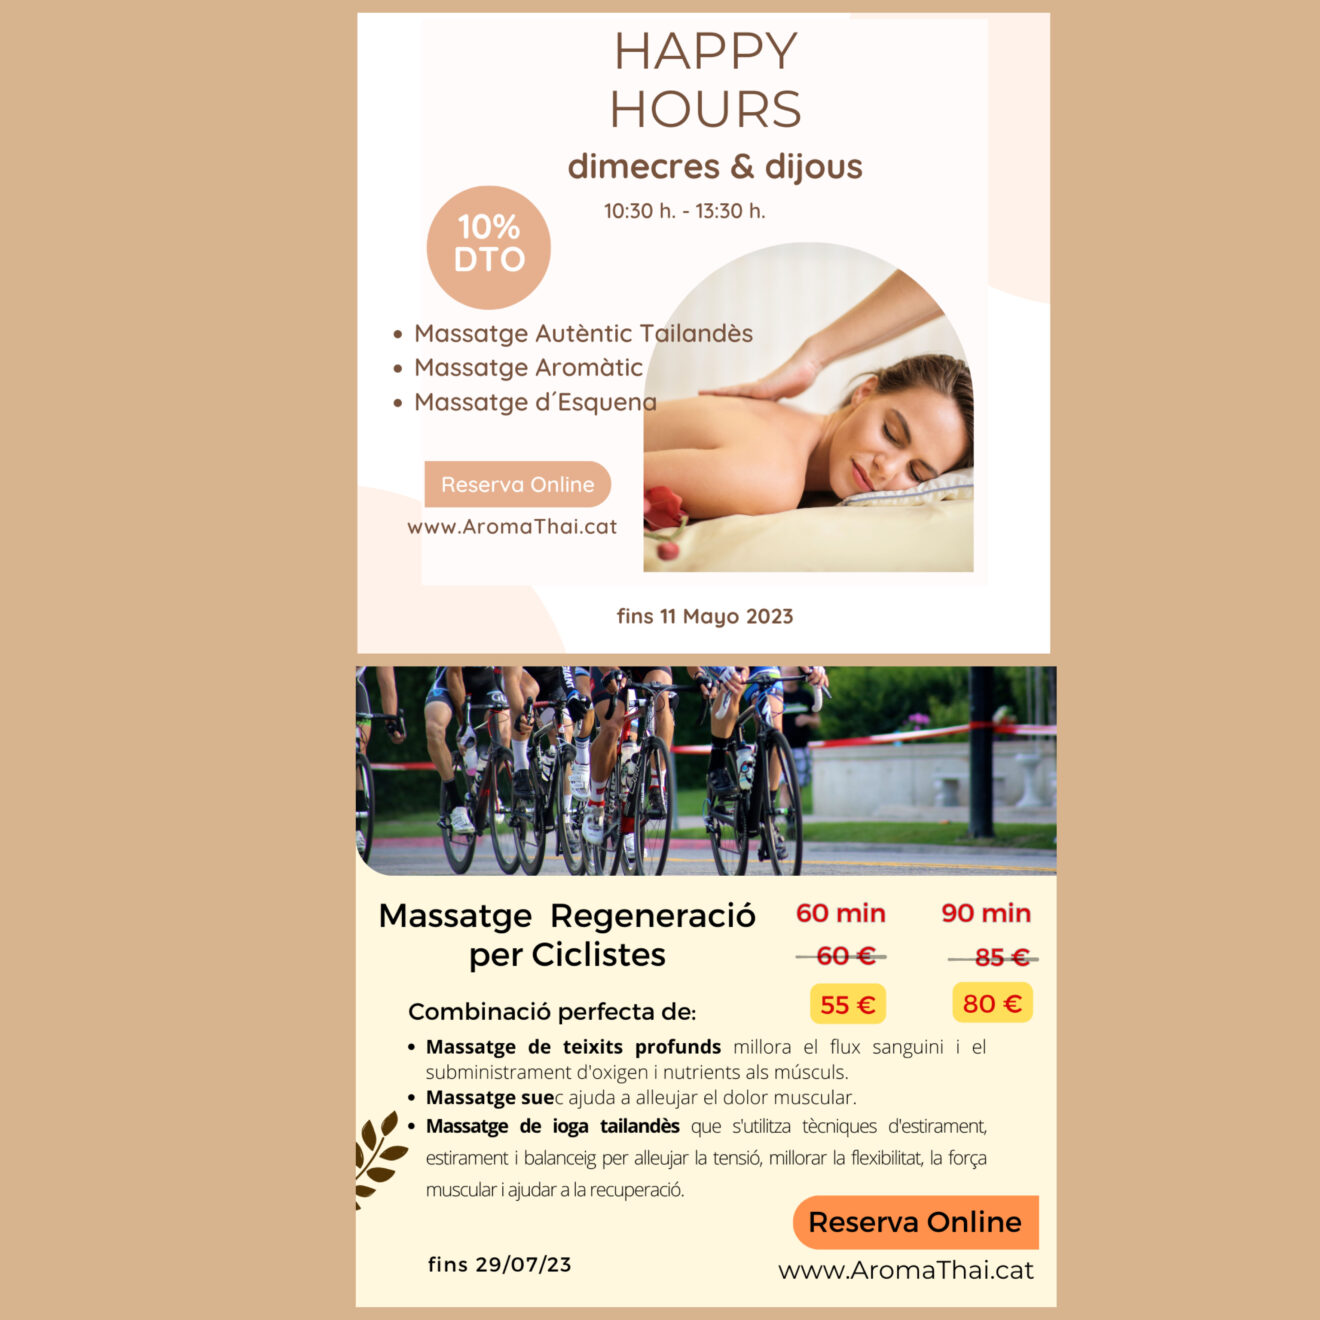 HAPPY
HOURS
dimecres & dijous
10:30 h. - 13:30 h.
10%
DTO
• Massatge Autèntic Tailandès
• Massatge Aromàtic
• Massatge d´Esquena
Reserva Online
www.AromaThai.cat
fins 11 Mayo 2023
Massatge Regeneració
per Ciclistes
60 min
90 min
60 €
85 €
55 €
80 €
Combinació perfecta de:
• Massatge de teixits profunds millora el flux sanguini i el
subministrament d'oxigen i nutrients als músculs.
• Massatge suec ajuda a alleujar el dolor muscular.
• Massatge de ioga tailandès que s'utilitza tècniques d'estirament,
estirament i balanceig per alleujar la tensió, millorar la flexibilitat, la força
muscular i ajudar a la recuperació.
Reserva Online
fins 29/07/23
www.AromaThai.cat